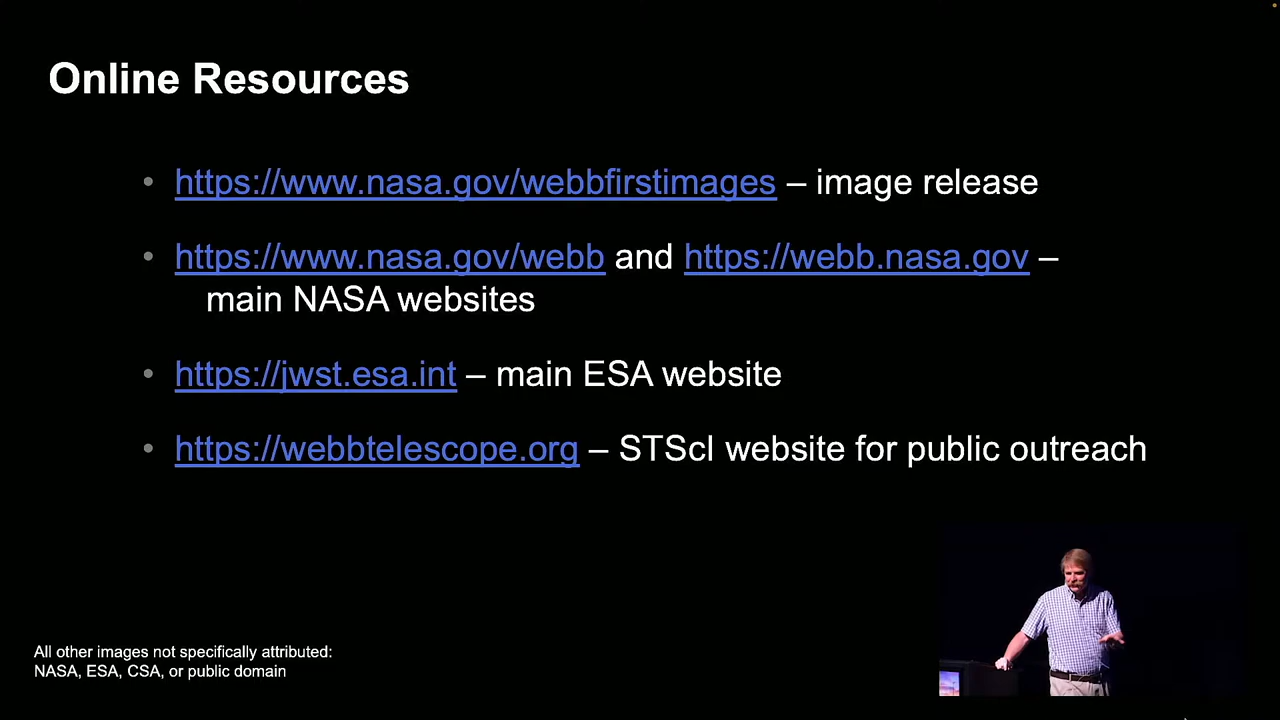 Online Resources
• https://www.nasa.gov/webbfirstimages – image release
• https://www.nasa.gov/webb and https://webb.nasa.gov –
main NASA websites
• https://jwst.esa.int – main ESA website
• https://webbtelescope.org – STScI website for public outreach
All other images not specifically attributed:
NASA, ESA, CSA, or public domain